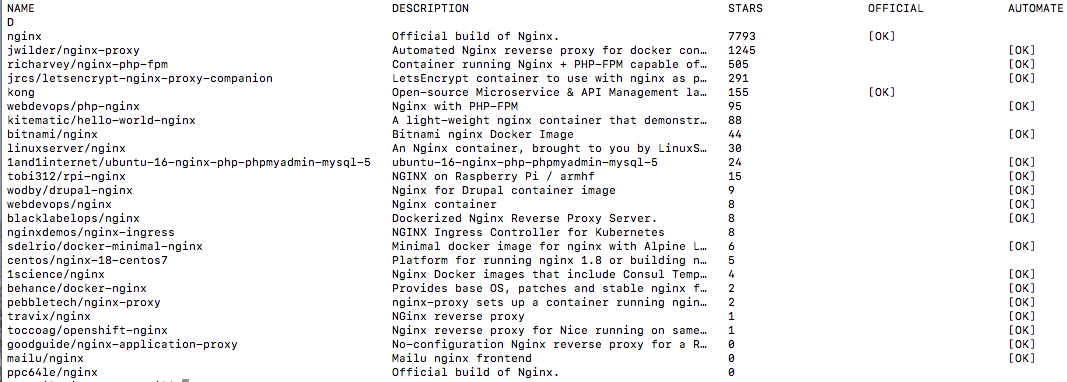 NAME DESCRIPTION STARS OFFICIAL AUTOMATE
D
nginx Official build of Nginx. 7793 [OK]
jwilder/nginx-proxy Automated Nginx reverse proxy for docker con… 1245 [OK]
richarvey/nginx-php-fpm Container running Nginx + PHP-FPM capable of… 505 [OK]
jrcs/letsencrypt-nginx-proxy-companion LetsEncrypt container to use with nginx as p… 291 [OK]
kong Open-source Microservice & API Management la… 155 [OK]
webdevops/php-nginx Nginx with PHP-FPM 95 [OK]
kitematic/hello-world-nginx A light-weight nginx container that demonstr… 88
bitnami/nginx Bitnami nginx Docker Image 44 [OK]
linuxserver/nginx An Nginx container, brought to you by LinuxS… 30
1and1internet/ubuntu-16-nginx-php-phpmyadmin-mysql-5 ubuntu-16-nginx-php-phpmyadmin-mysql-5 24 [OK]
tobi312/rpi-nginx NGINX on Raspberry Pi / armhf 15 [OK]
wodby/drupal-nginx Nginx for Drupal container image 9 [OK]
webdevops/nginx Nginx container 8 [OK]
blacklabelops/nginx Dockerized Nginx Reverse Proxy Server. 8 [OK]
nginxdemos/nginx-ingress NGINX Ingress Controller for Kubernetes 8
sdelrio/docker-minimal-nginx Minimal docker image for nginx with Alpine L… 6 [OK]
centos/nginx-18-centos7 Platform for running nginx 1.8 or building n… 5
1science/nginx Nginx Docker images that include Consul Temp… 4 [OK]
behance/docker-nginx Provides base OS, patches and stable nginx f… 2 [OK]
pebbletech/nginx-proxy nginx-proxy sets up a container running ngin… 2 [OK]
travix/nginx NGinx reverse proxy 1 [OK]
toccoag/openshift-nginx Nginx reverse proxy for Nice running on same… 1 [OK]
goodguide/nginx-application-proxy No-configuration Nginx reverse proxy for a R… 0 [OK]
mailu/nginx Mailu nginx frontend 0 [OK]
ppc64le/nginx Official build of Nginx. 0